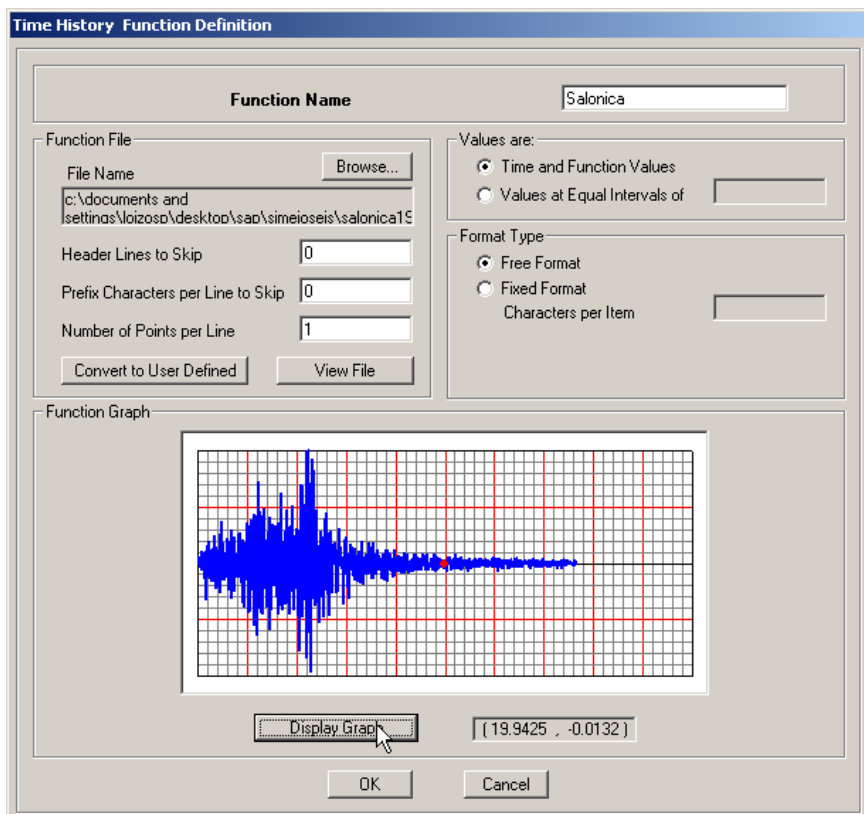 Time History Function Definition
Function Name
Salonica
Function File
File Name
Browse...
c:\documents and
settings\loizosp\desktop\sap\simeioseis\salonica19
Header Lines to Skip
0
Prefix Characters per Line to Skip
0
Number of Points per Line
1
Convert to User Defined
View File
Values are:
Time and Function Values
Values at Equal Intervals of
Format Type
Free Format
Fixed Format
Characters per Item
Function Graph
Display Graph
( 19.9425 , -0.0132 )
OK
Cancel